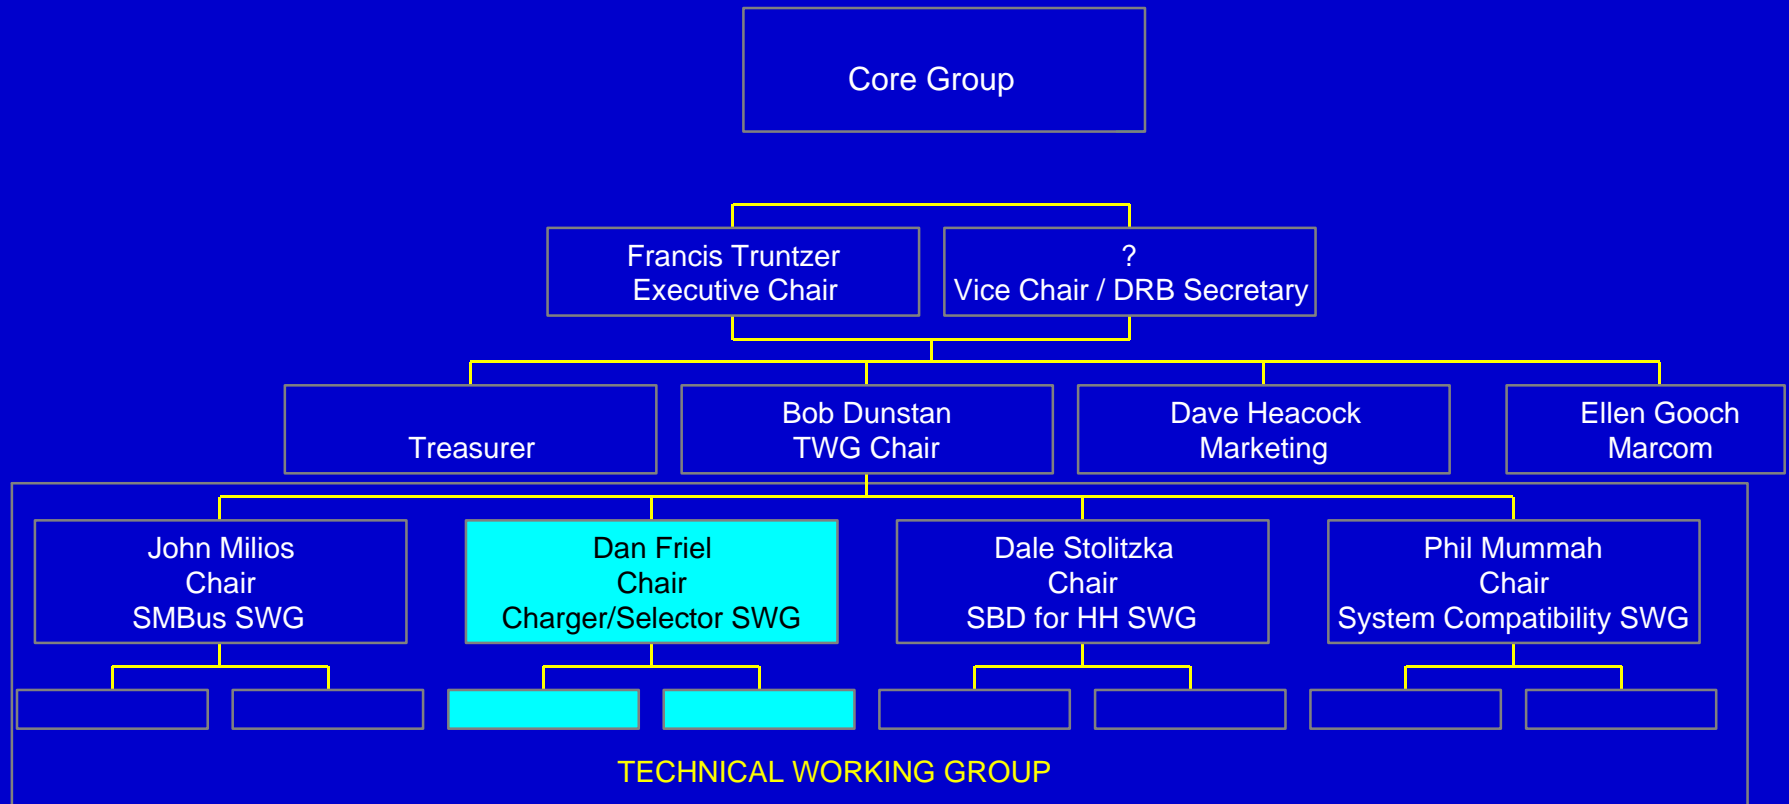 Core Group
Francis Truntzer
Executive Chair
?
Vice Chair / DRB Secretary
Treasurer
Bob Dunstan
TWG Chair
Dave Heacock
Marketing
Ellen Gooch
Marcom
John Milios
Chair
SMBus SWG
Dan Friel
Chair
Charger/Selector SWG
Dale Stolitzka
Chair
SBD for HH SWG
Phil Mummah
Chair
System Compatibility SWG
TECHNICAL WORKING GROUP